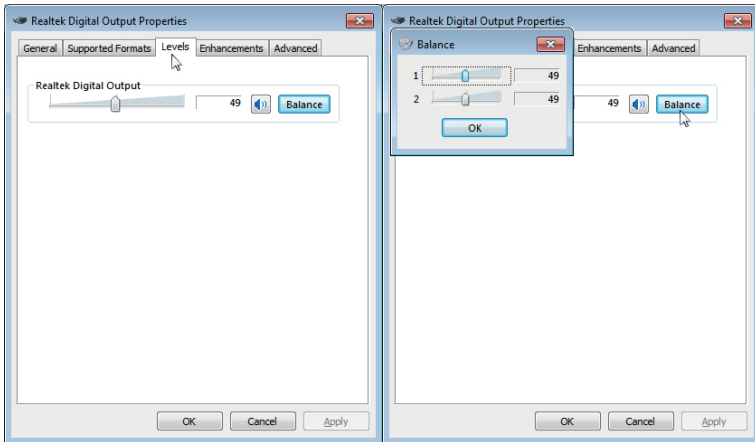 Realtek Digital Output Properties
General Supported Formats Levels Enhancements Advanced
Realtek Digital Output
49 Balance
OK Cancel Apply
Realtek Digital Output Properties
Balance
Enhancements Advanced
1 49
2 49
OK
49 Balance
OK Cancel Apply